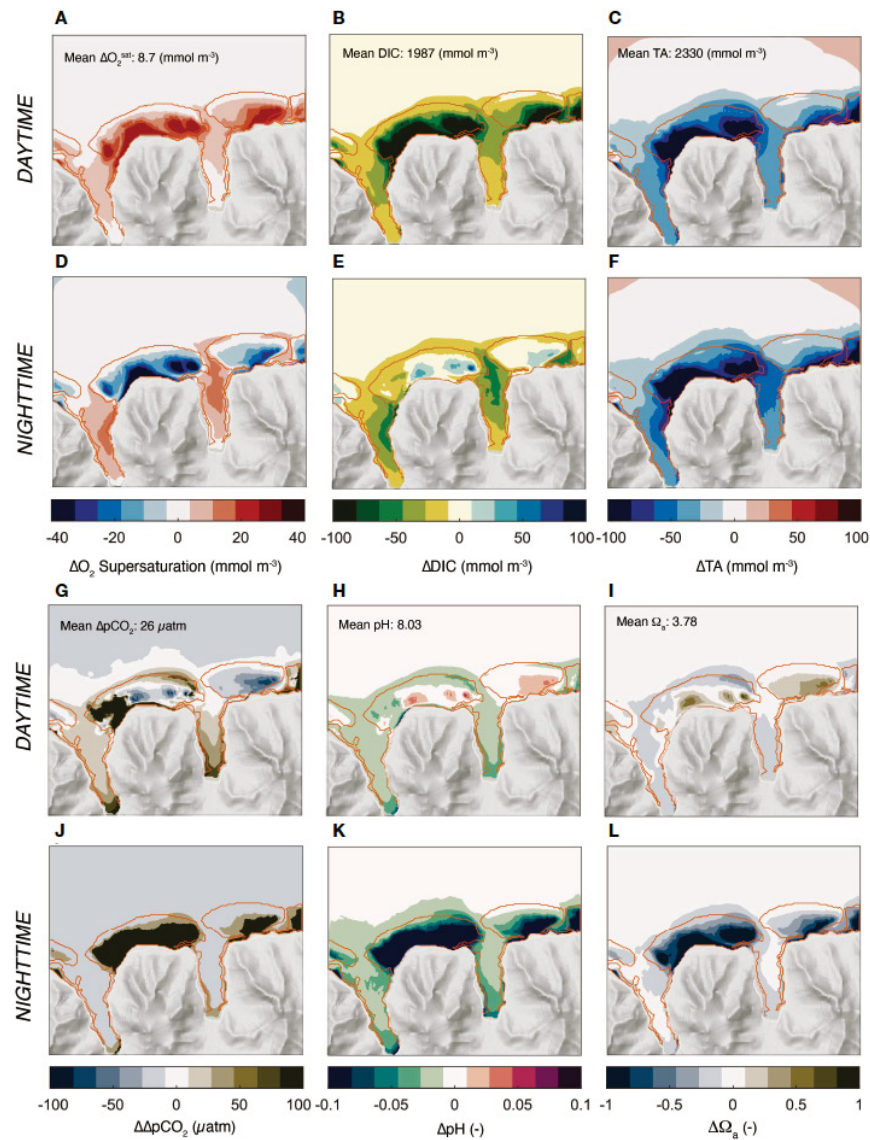 A
B
C
Mean ΔO₂ˢᵃᵗ: 8.7 (mmol m⁻³)
Mean DIC: 1987 (mmol m⁻³)
Mean TA: 2330 (mmol m⁻³)
DAYTIME
D
E
F
NIGHTTIME
-40 -20 0 20 40
-100 -50 0 50 100
-100 -50 0 50 100
ΔO₂ Supersaturation (mmol m⁻³)
ΔDIC (mmol m⁻³)
ΔTA (mmol m⁻³)
G
H
I
Mean ΔpCO₂: 26 µatm
Mean pH: 8.03
Mean Ωₐ: 3.78
DAYTIME
J
K
L
NIGHTTIME
-100 -50 0 50 100
-0.1 -0.05 0 0.05 0.1
-1 -0.5 0 0.5 1
ΔΔpCO₂ (µatm)
ΔpH (-)
ΔΩₐ (-)